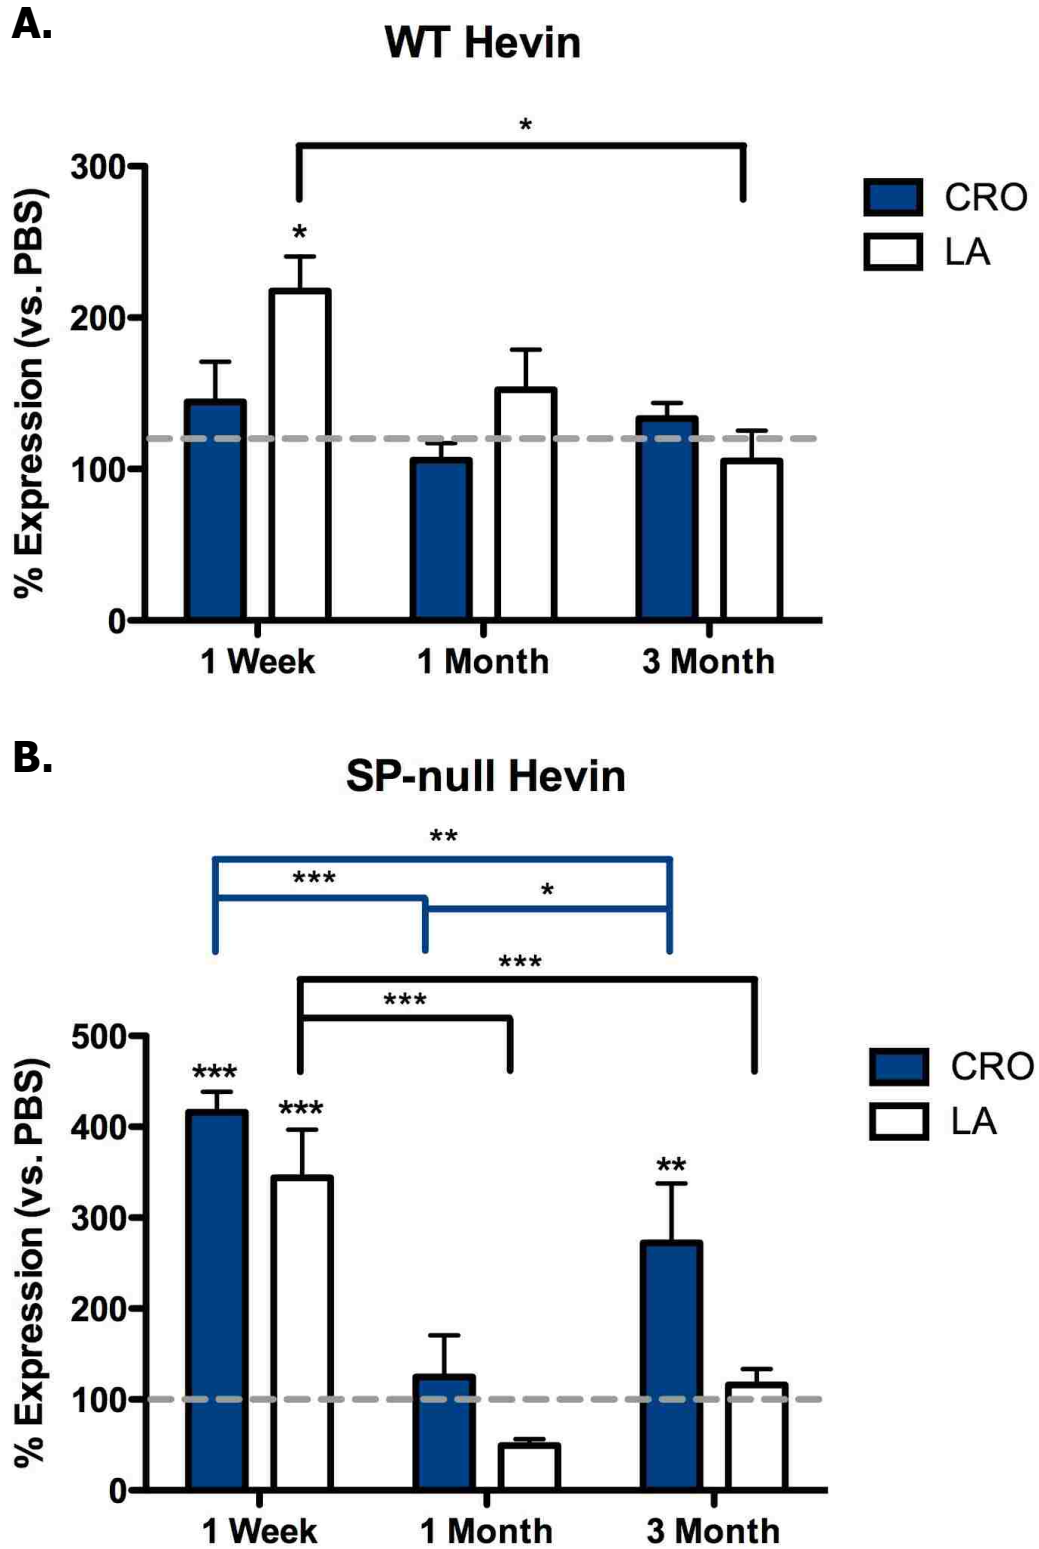 A.
WT Hevin
*
300
CRO
*
LA
200
100
0
% Expression (vs. PBS)
1 Week
1 Month
3 Month
B.
SP-null Hevin
**
***
*
***
***
500
***
CRO
***
LA
400
**
300
200
100
0
% Expression (vs. PBS)
1 Week
1 Month
3 Month